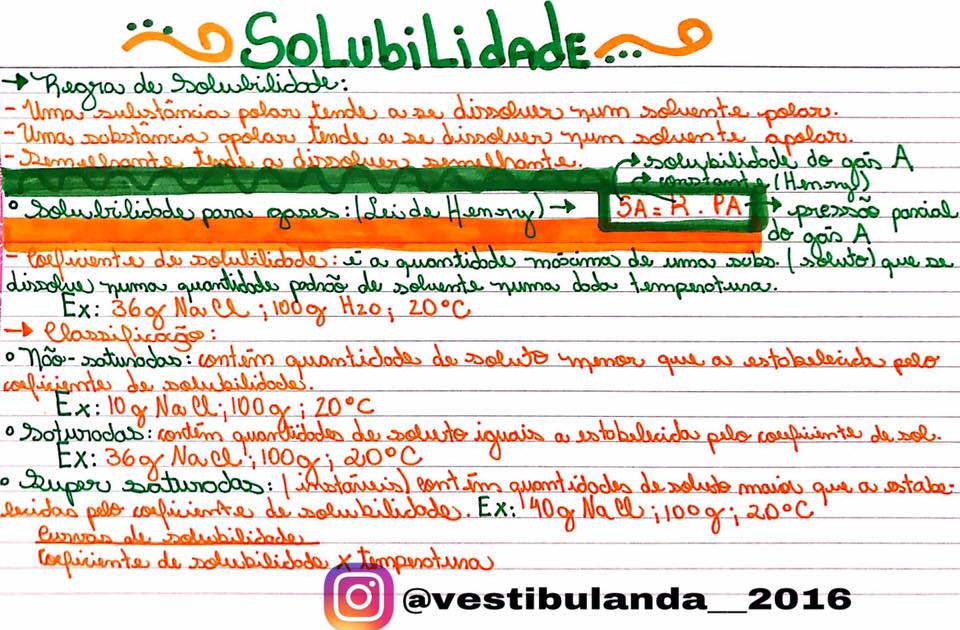 SOLUBILIDADE
→ Regra de Solubilidade:
- Uma substância polar tende a se dissolver num solvente polar.
- Uma substância apolar tende a se dissolver num solvente apolar.
- Semelhante tende a dissolver semelhante.
→ solubilidade do gás A
→ constante (Henry)
° Solubilidade para gases: (Lei de Henry) → SA = K . PA → pressão parcial
do gás A
- Coeficiente de solubilidade: é a quantidade máxima de uma subs. (soluto) que se
dissolve numa quantidade padrão de solvente numa dada temperatura.
Ex: 36g NaCl ; 100g H2O ; 20°C
→ Classificação:
° Não-saturadas: contém quantidade de soluto menor que a estabelecida pelo
coeficiente de solubilidade.
Ex: 10g NaCl ; 100g ; 20°C
° Saturadas: contém quantidades de soluto iguais a estabelecida pelo coeficiente de sol.
Ex: 36g NaCl ; 100g ; 20°C
° Super saturadas: (instáveis) contém quantidades de soluto maior que a estabe-
lecidas pelo coeficiente de solubilidade. Ex: 40g NaCl ; 100g ; 20°C
Curvas de solubilidade
Coeficiente de solubilidade x temperatura
@vestibulanda__2016